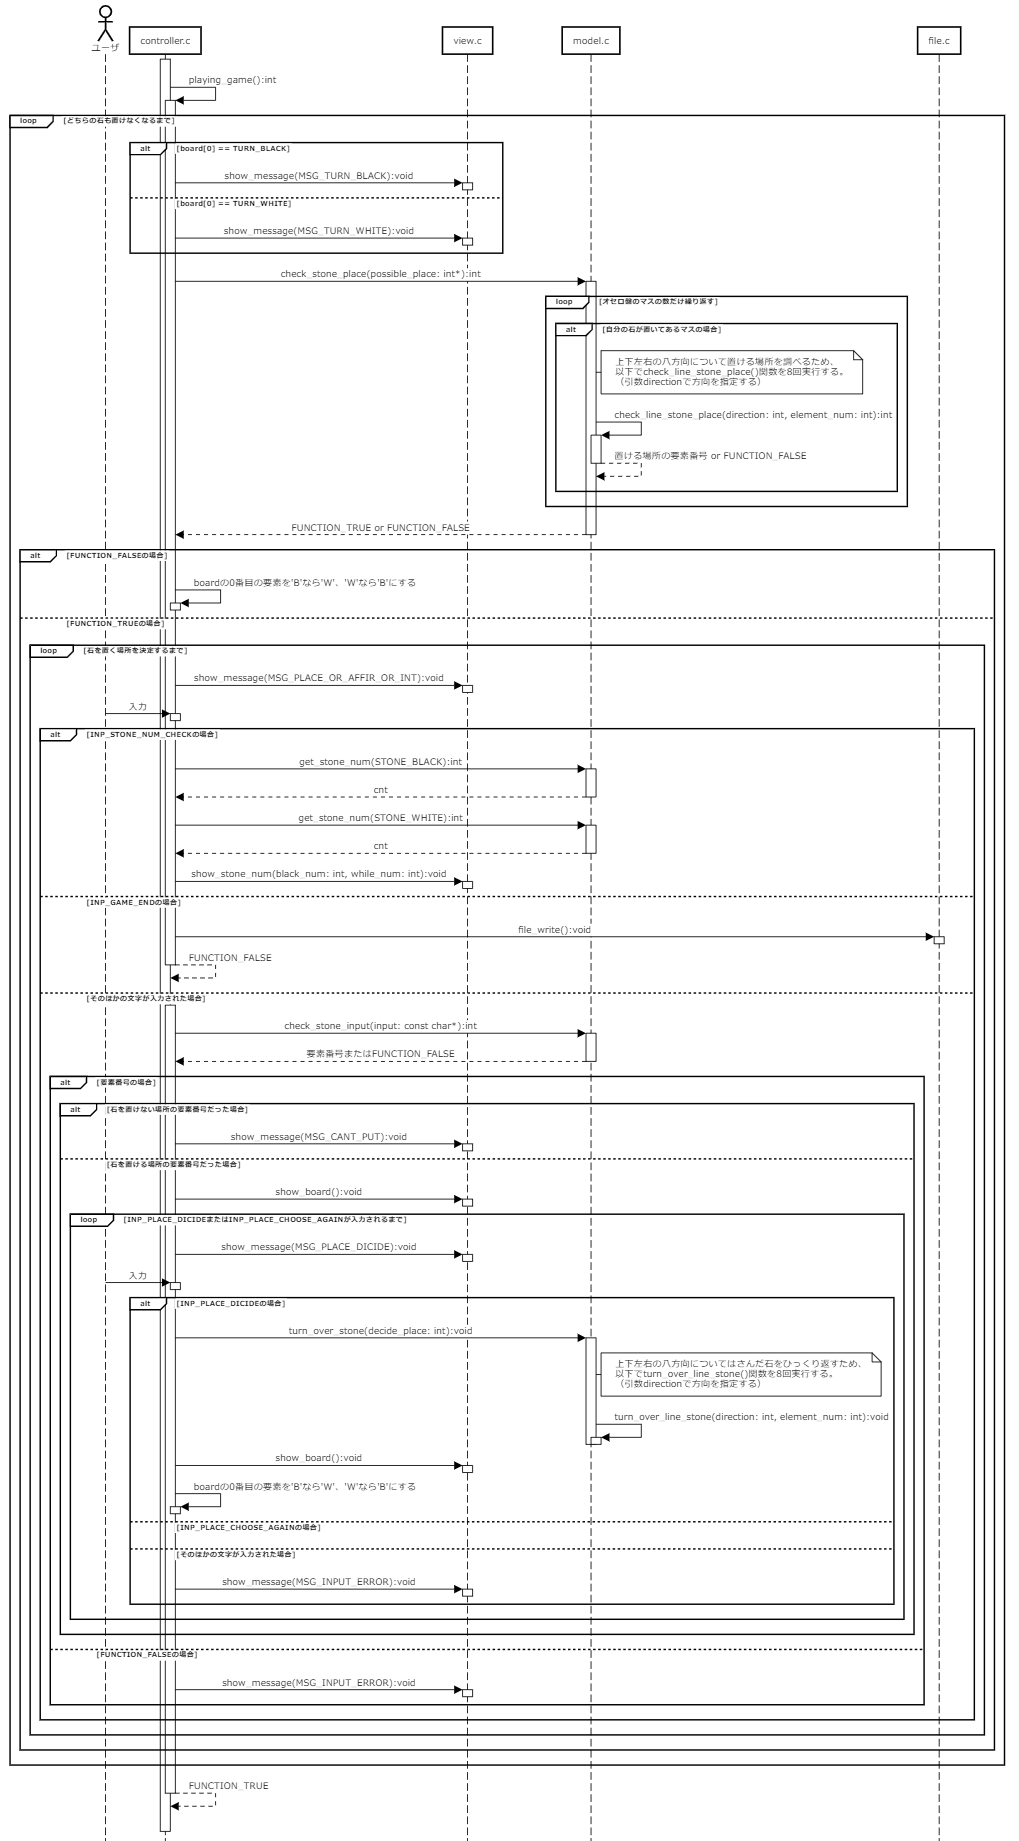 ユーザ
controller.c
view.c
model.c
file.c
playing_game():int
loop
[どちらの石も置けなくなるまで]
alt
[board[0] == TURN_BLACK]
show_message(MSG_TURN_BLACK):void
[board[0] == TURN_WHITE]
show_message(MSG_TURN_WHITE):void
check_stone_place(possible_place: int*):int
loop
[オセロ盤のマスの数だけ繰り返す]
alt
[自分の石が置いてあるマスの場合]
上下左右の八方向について置ける場所を調べるため、
以下でcheck_line_stone_place()関数を8回実行する。
（引数directionで方向を指定する）
check_line_stone_place(direction: int, element_num: int):int
置ける場所の要素番号 or FUNCTION_FALSE
FUNCTION_TRUE or FUNCTION_FALSE
alt
[FUNCTION_FALSEの場合]
boardの0番目の要素を'B'なら'W'、'W'なら'B'にする
[FUNCTION_TRUEの場合]
loop
[石を置く場所を決定するまで]
show_message(MSG_PLACE_OR_AFFIR_OR_INT):void
入力
alt
[INP_STONE_NUM_CHECKの場合]
get_stone_num(STONE_BLACK):int
cnt
get_stone_num(STONE_WHITE):int
cnt
show_stone_num(black_num: int, while_num: int):void
[INP_GAME_ENDの場合]
file_write():void
FUNCTION_FALSE
[そのほかの文字が入力された場合]
check_stone_input(input: const char*):int
要素番号またはFUNCTION_FALSE
alt
[要素番号の場合]
alt
[石を置けない場所の要素番号だった場合]
show_message(MSG_CANT_PUT):void
[石を置ける場所の要素番号だった場合]
show_board():void
loop
[INP_PLACE_DICIDEまたはINP_PLACE_CHOOSE_AGAINが入力されるまで]
show_message(MSG_PLACE_DICIDE):void
入力
alt
[INP_PLACE_DICIDEの場合]
turn_over_stone(decide_place: int):void
上下左右の八方向についてはさんだ石をひっくり返すため、
以下でturn_over_line_stone()関数を8回実行する。
（引数directionで方向を指定する）
turn_over_line_stone(direction: int, element_num: int):void
show_board():void
boardの0番目の要素を'B'なら'W'、'W'なら'B'にする
[INP_PLACE_CHOOSE_AGAINの場合]
[そのほかの文字が入力された場合]
show_message(MSG_INPUT_ERROR):void
[FUNCTION_FALSEの場合]
show_message(MSG_INPUT_ERROR):void
FUNCTION_TRUE